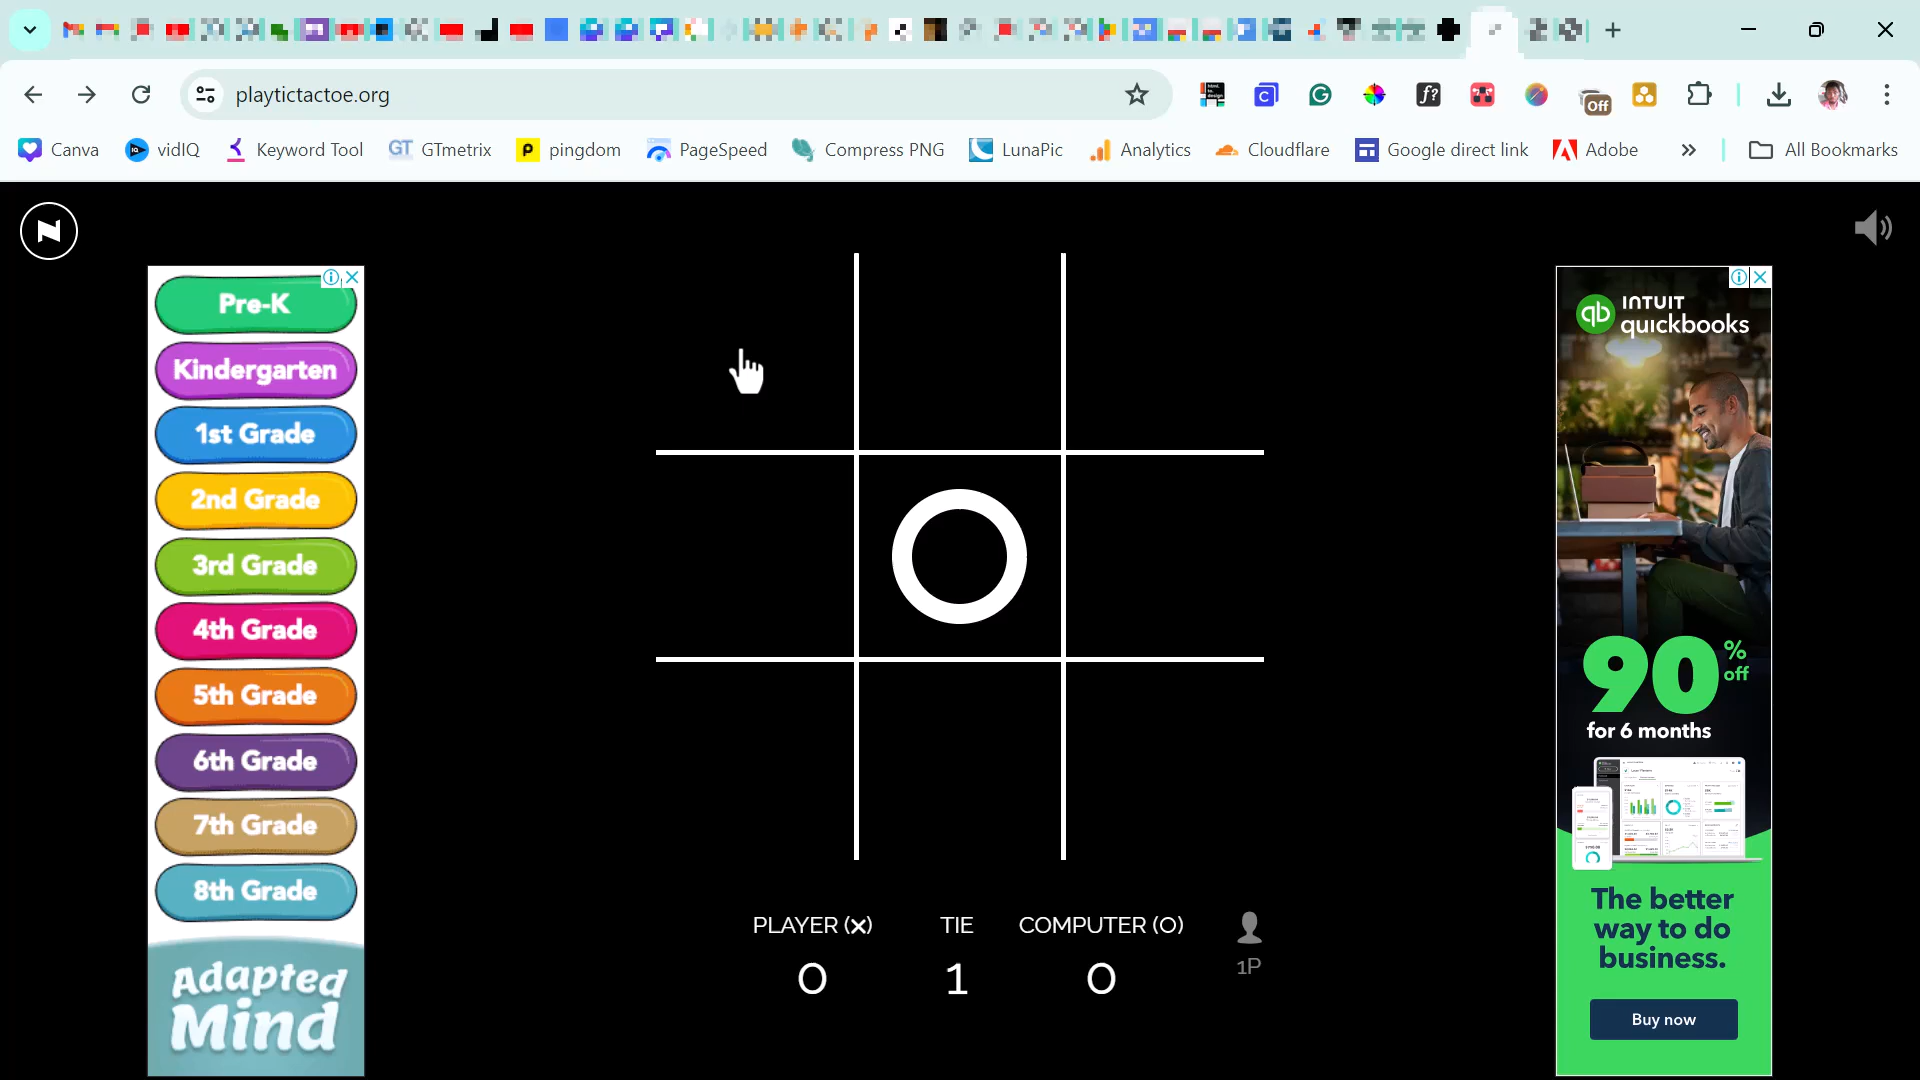 playtictactoe.org
Off
Canva
vidIQ
Keyword Tool
GT
GTmetrix
p
pingdom
PageSpeed
Compress PNG
LunaPic
Analytics
Cloudflare
Google direct link
Adobe
»
All Bookmarks
Pre-K
Kindergarten
1st Grade
2nd Grade
3rd Grade
4th Grade
5th Grade
6th Grade
7th Grade
8th Grade
Adapted
Mind
PLAYER (×)
TIE
COMPUTER (O)
0
1
0
1P
qb
INTUIT
quickbooks
90
%
off
for 6 months
The better
way to do
business.
Buy now